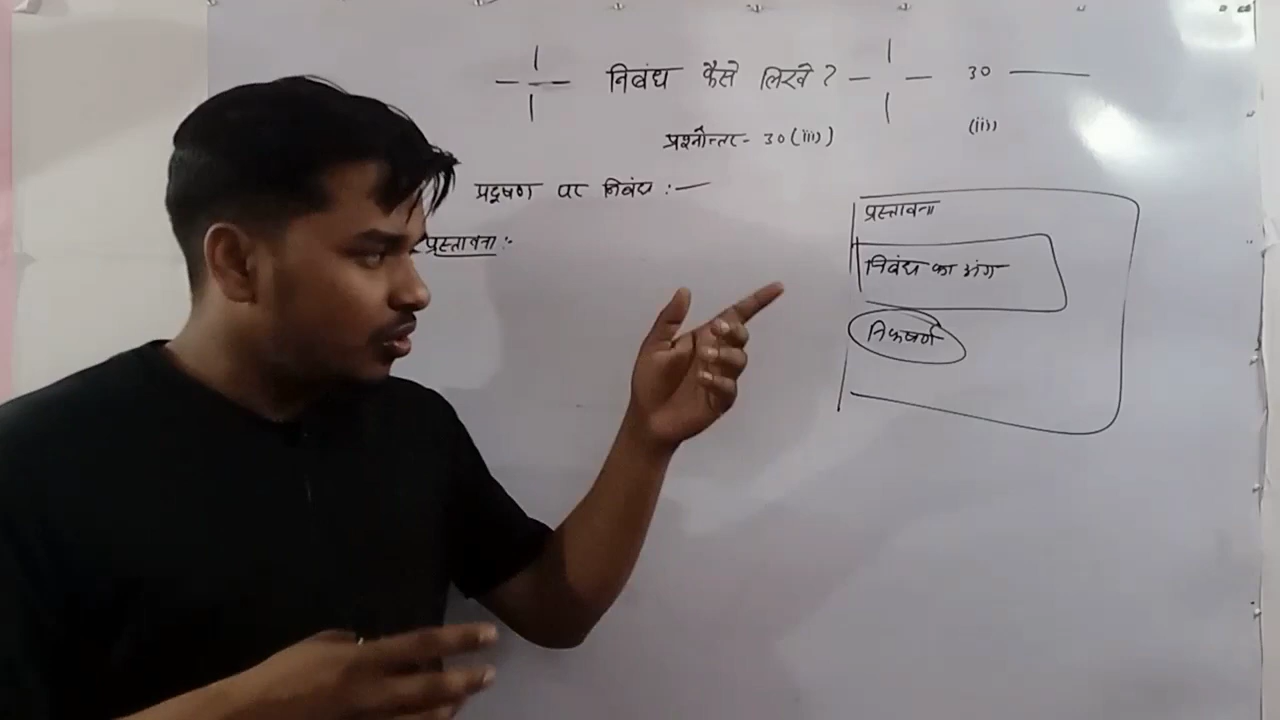 निबंध कैसे लिखे? 30
(ii)
प्रश्नोत्तर- 30(iii)
प्रदूषण पर निबंध :-
प्रस्तावना :-
प्रस्तावना
निबंध का अंग
निष्कर्ष